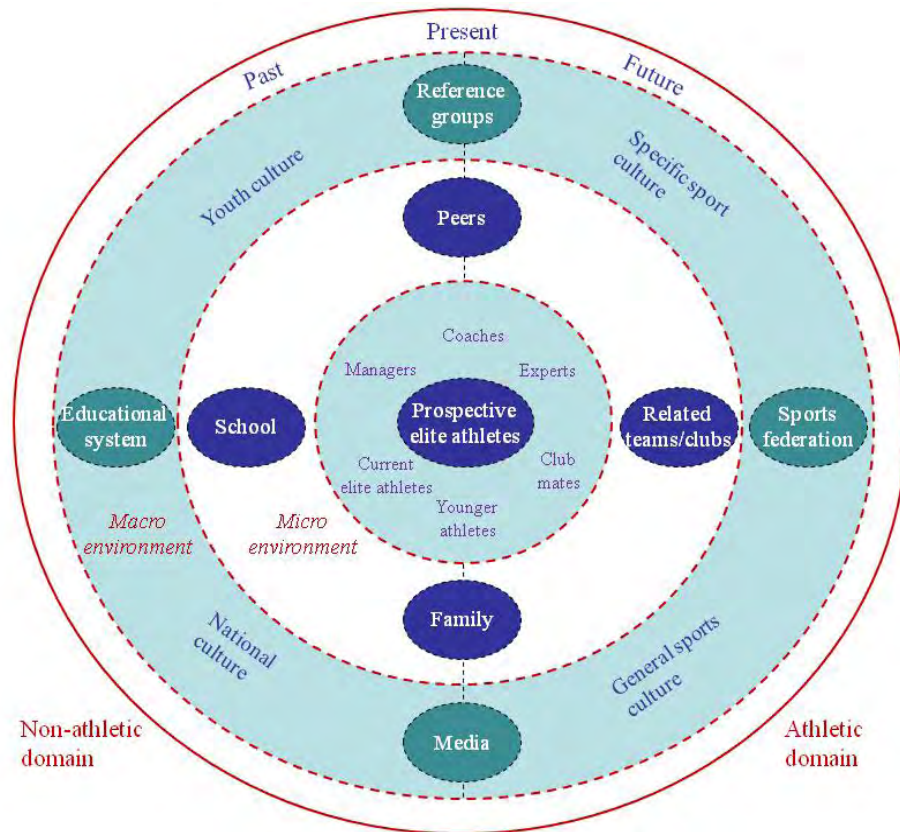 Present
Past
Future
Reference
groups
Youth culture
Specific sport
culture
Peers
Coaches
Managers
Experts
Educational
system
School
Prospective
elite athletes
Related
teams/clubs
Sports
federation
Current
elite athletes
Club
mates
Younger
athletes
Macro
environment
Micro
environment
Family
National
culture
General sports
culture
Media
Non-athletic
domain
Athletic
domain